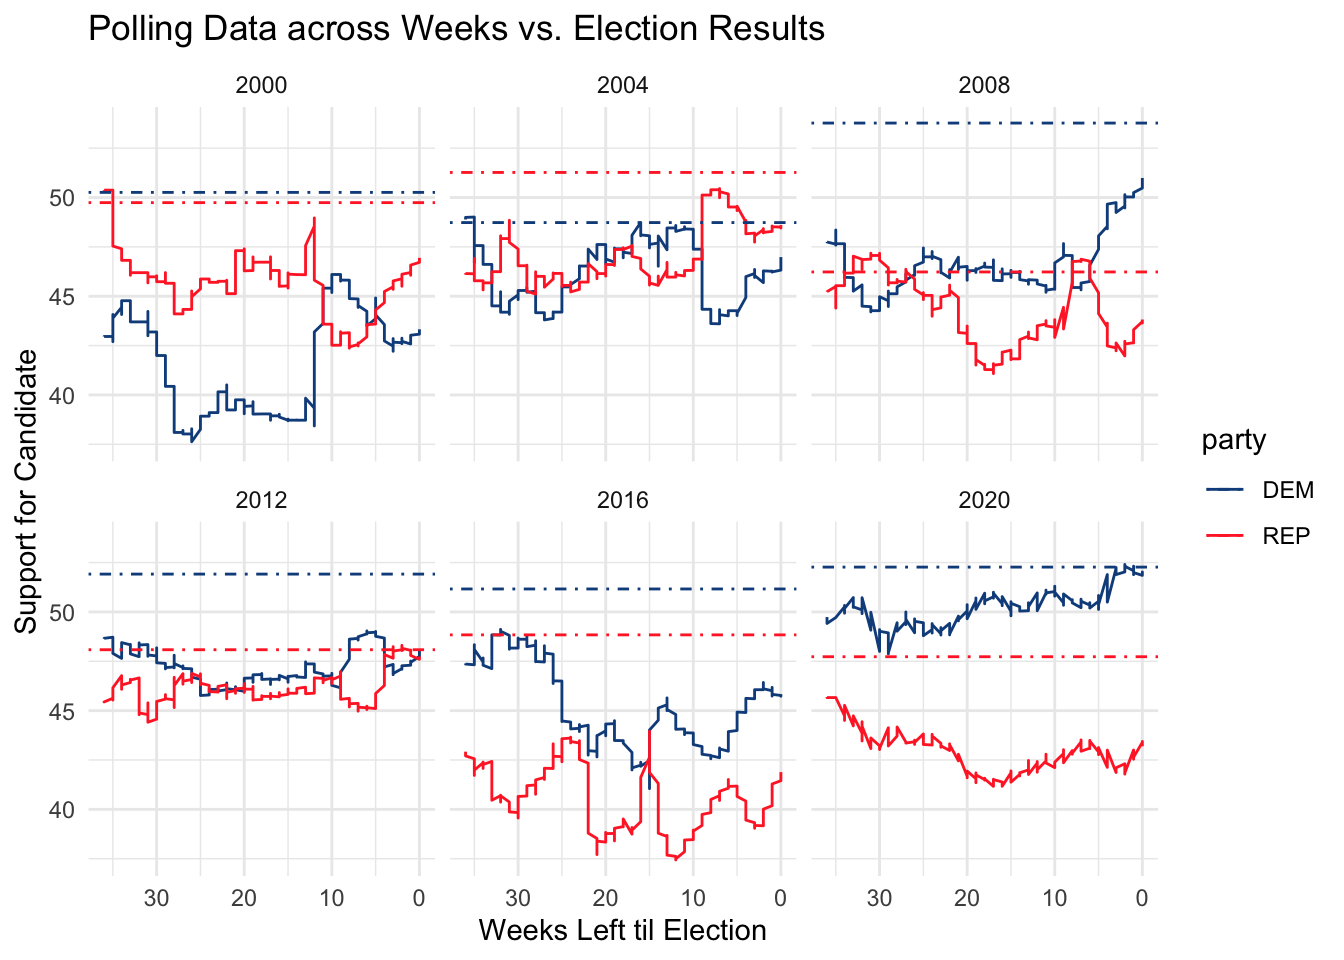 Polling Data across Weeks vs. Election Results
2000
2004
2008
50
45
40
2012
2016
2020
50
45
40
30 20 10 0
30 20 10 0
30 20 10 0
Weeks Left til Election
Support for Candidate
party
DEM
REP